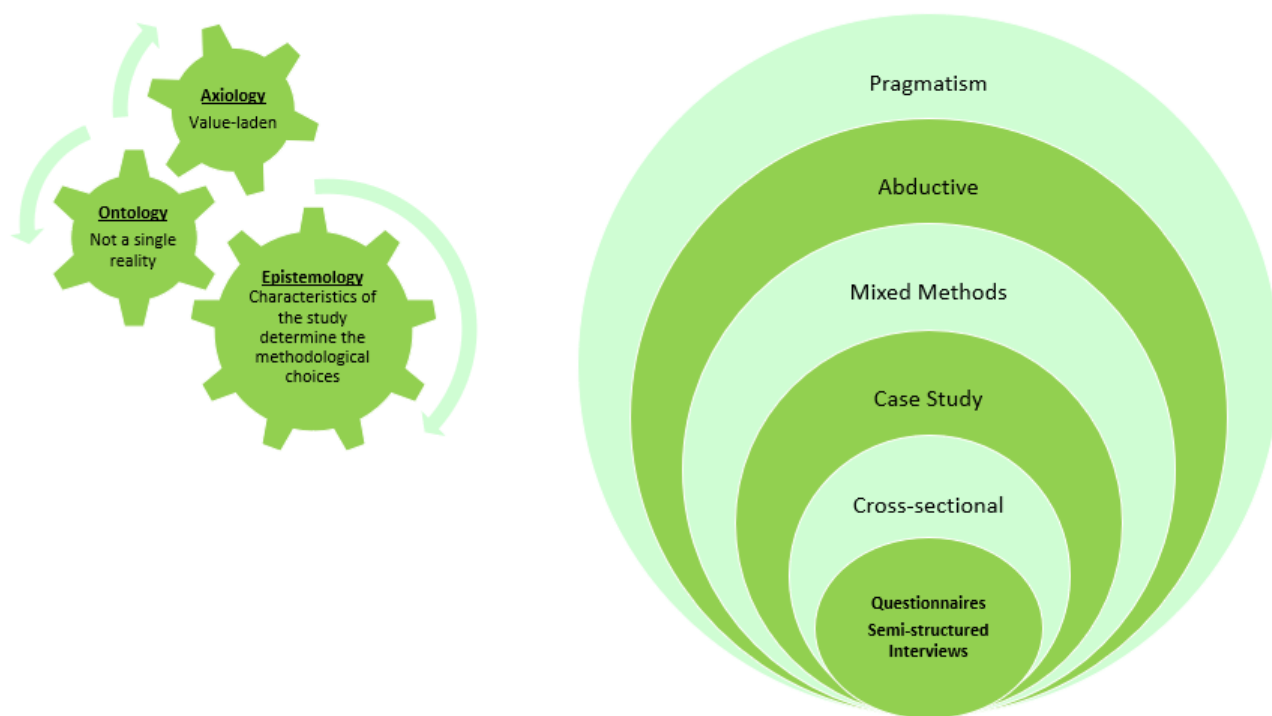 Axiology
Value-laden
Ontology
Not a single
reality
Epistemology
Characteristics of
the study
determine the
methodological
choices
Pragmatism
Abductive
Mixed Methods
Case Study
Cross-sectional
Questionnaires
Semi-structured
Interviews